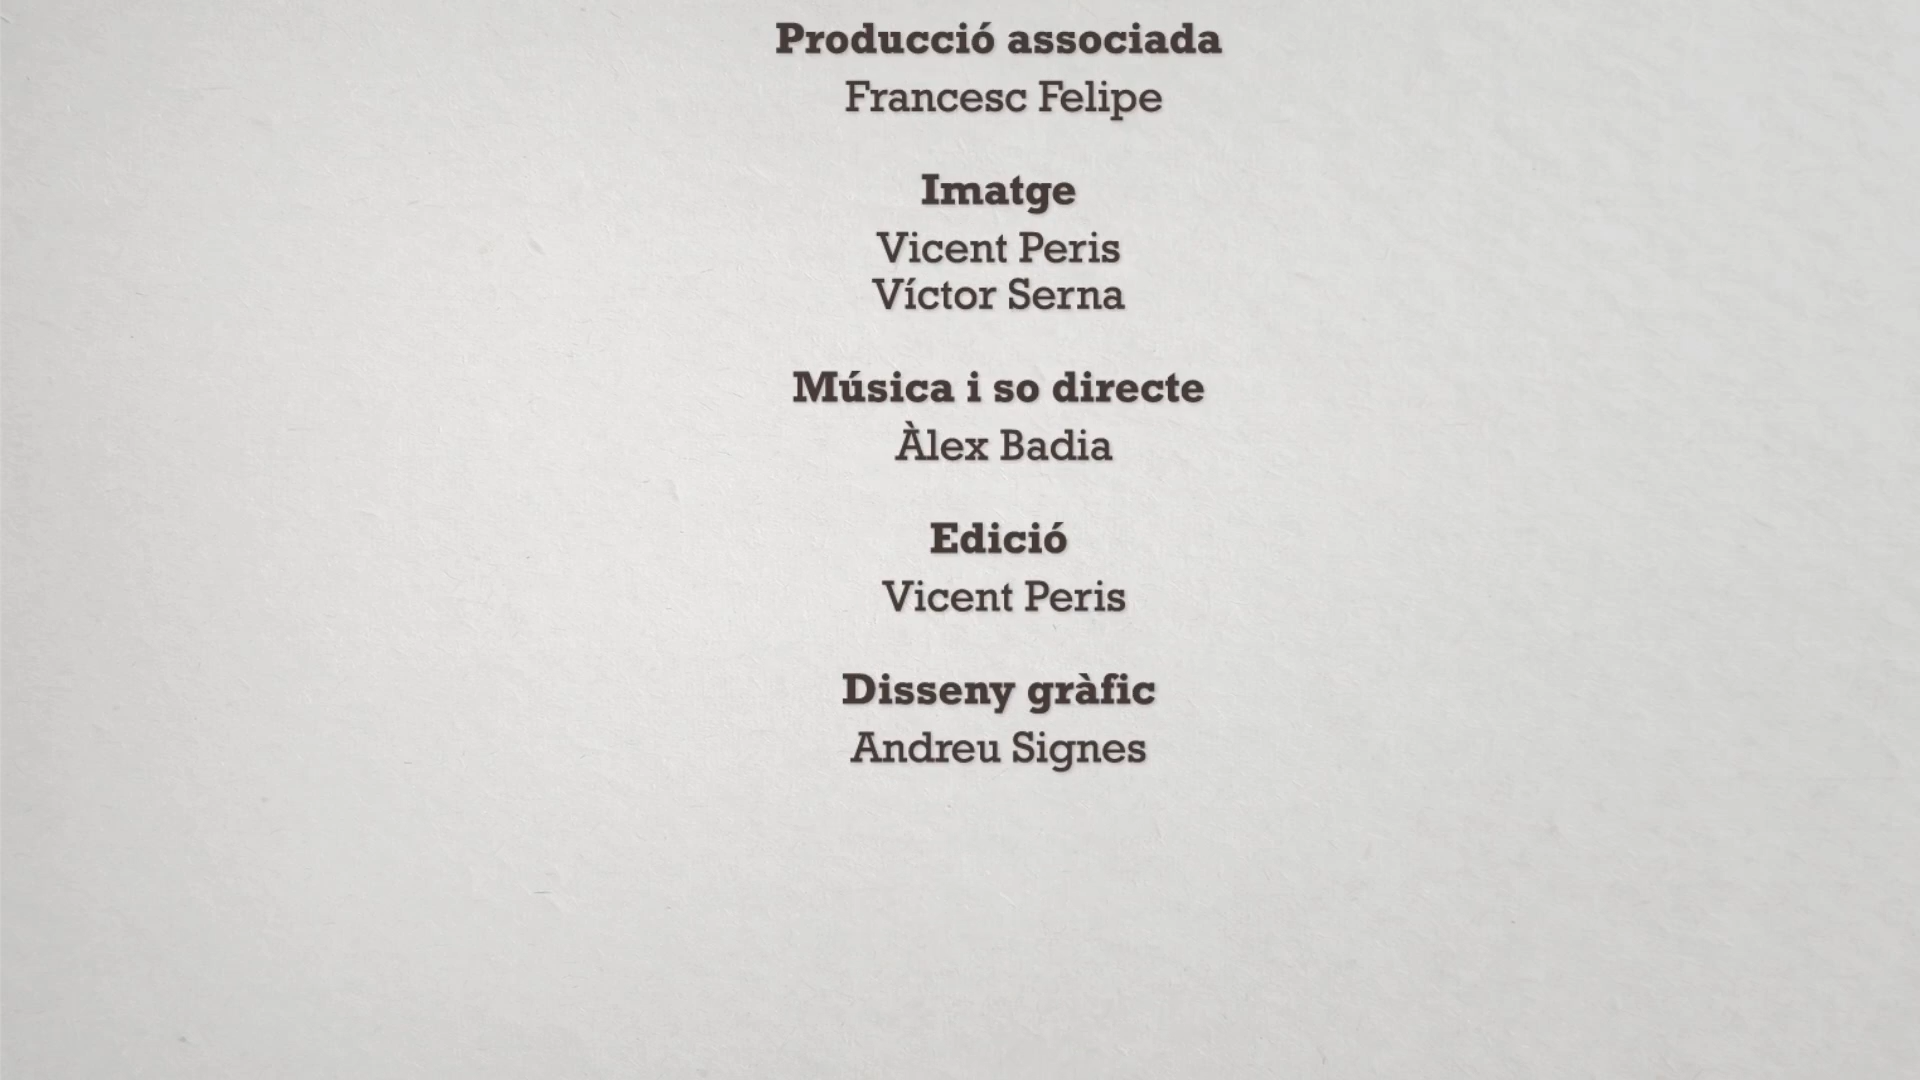 Producció associada
Francesc Felipe
Imatge
Vicent Peris
Víctor Serna
Música i so directe
Àlex Badia
Edició
Vicent Peris
Disseny gràfic
Andreu Signes